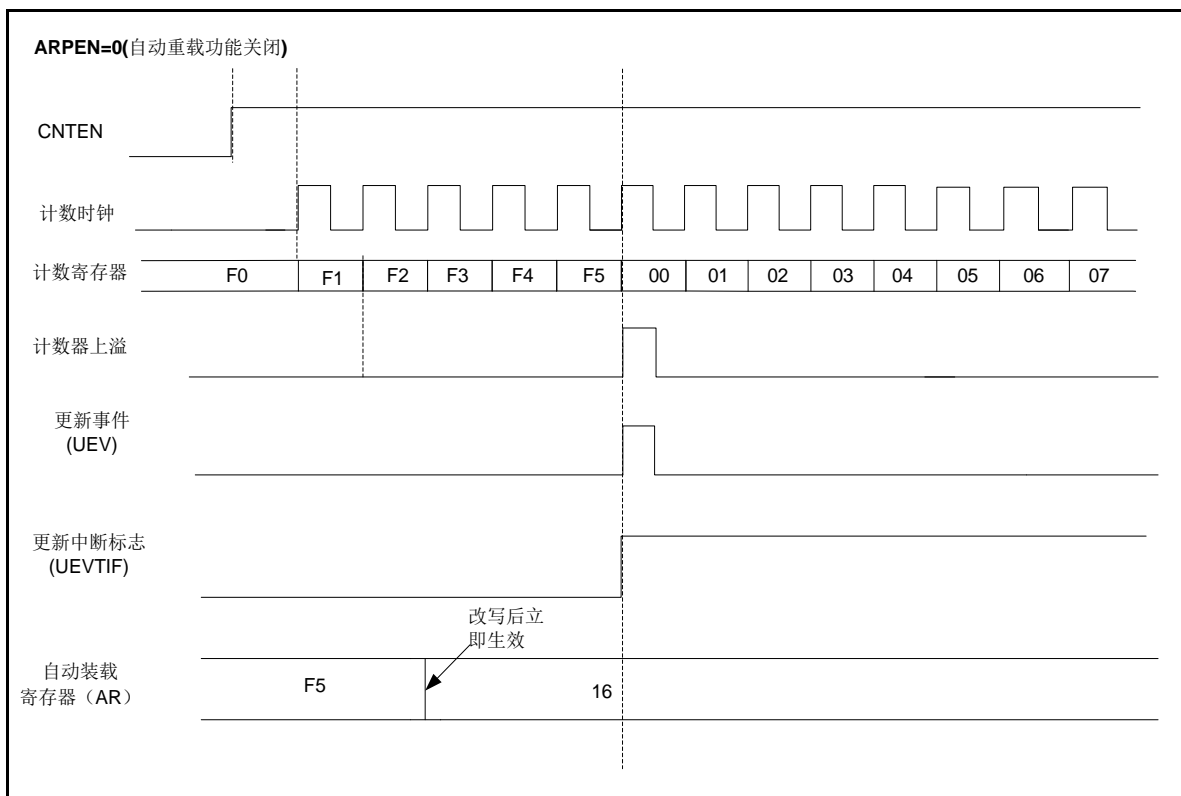 ARPEN=0(自动重载功能关闭)
CNTEN
计数时钟
计数寄存器
F0 F1 F2 F3 F4 F5 00 01 02 03 04 05 06 07
计数器上溢
更新事件
(UEV)
更新中断标志
(UEVTIF)
改写后立
即生效
自动装载
寄存器（AR）
F5
16